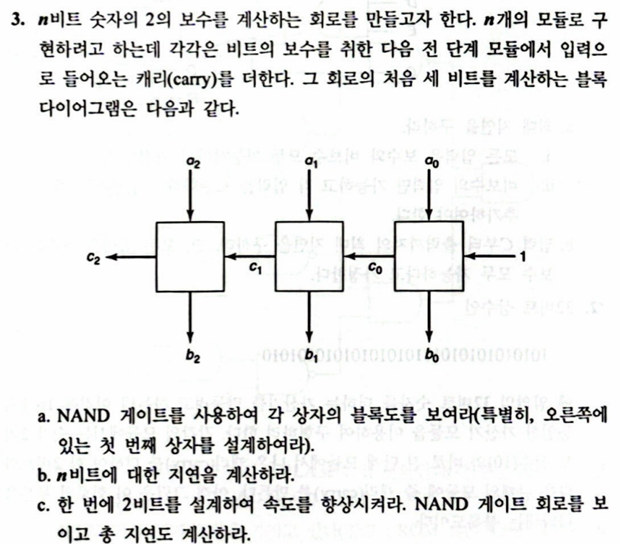 3. n비트 숫자의 2의 보수를 계산하는 회로를 만들고자 한다. n개의 모듈로 구
현하려고 하는데 각각은 비트의 보수를 취한 다음 전 단계 모듈에서 입력으
로 들어오는 캐리(carry)를 더한다. 그 회로의 처음 세 비트를 계산하는 블록
다이어그램은 다음과 같다.
a2 a1 a0
c2 c1 c0 1
b2 b1 b0
a. NAND 게이트를 사용하여 각 상자의 블록도를 보여라(특별히, 오른쪽에
있는 첫 번째 상자를 설계하여라).
b. n비트에 대한 지연을 계산하라.
c. 한 번에 2비트를 설계하여 속도를 향상시켜라. NAND 게이트 회로를 보
이고 총 지연도 계산하라.